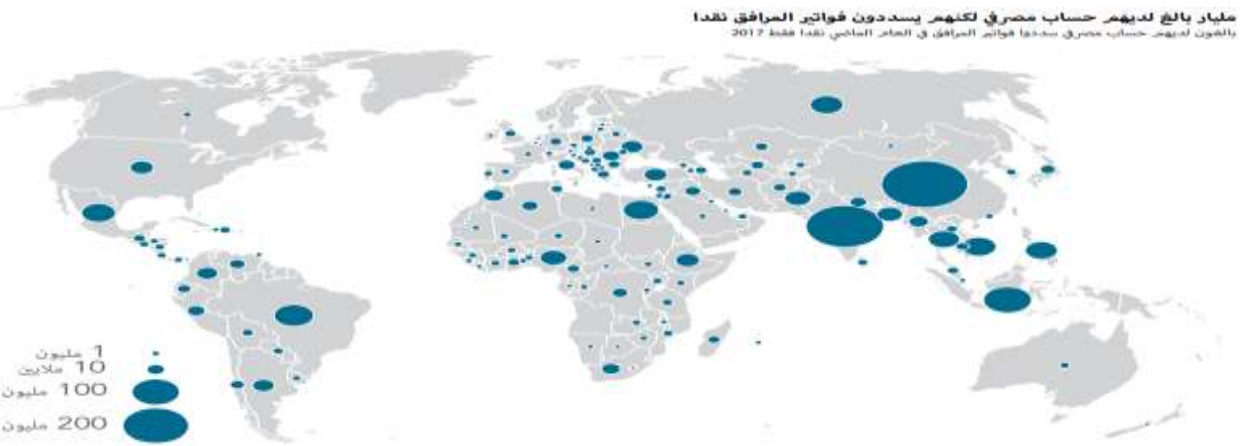 مليار بالغ لديهم حساب مصرفي لكنهم يسددون فواتير المرافق نقدا
بالغون لديهم حساب مصرفي سددوا فواتير المرافق في العام الماضي نقدا فقط 2017
1 مليون
10 ملايين
100 مليون
200 مليون